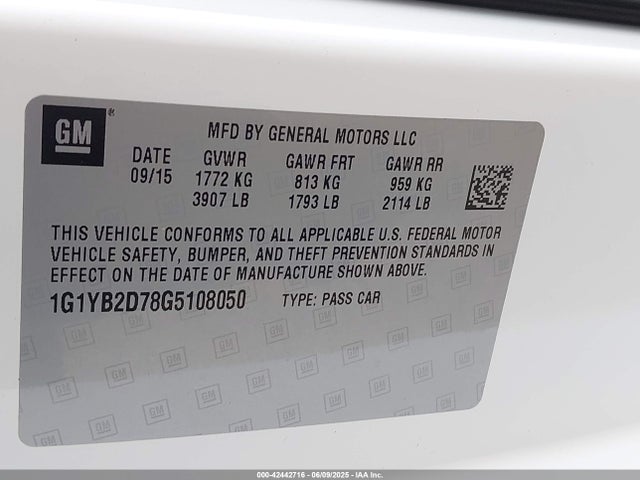 GM ®
MFD BY GENERAL MOTORS LLC
DATE GVWR GAWR FRT GAWR RR
09/15 1772 KG 813 KG 959 KG
3907 LB 1793 LB 2114 LB
THIS VEHICLE CONFORMS TO ALL APPLICABLE U.S. FEDERAL MOTOR
VEHICLE SAFETY, BUMPER, AND THEFT PREVENTION STANDARDS IN
EFFECT ON THE DATE OF MANUFACTURE SHOWN ABOVE.
1G1YB2D78G5108050 TYPE: PASS CAR
000-42442716 - 06/09/2025 - IAA Inc.